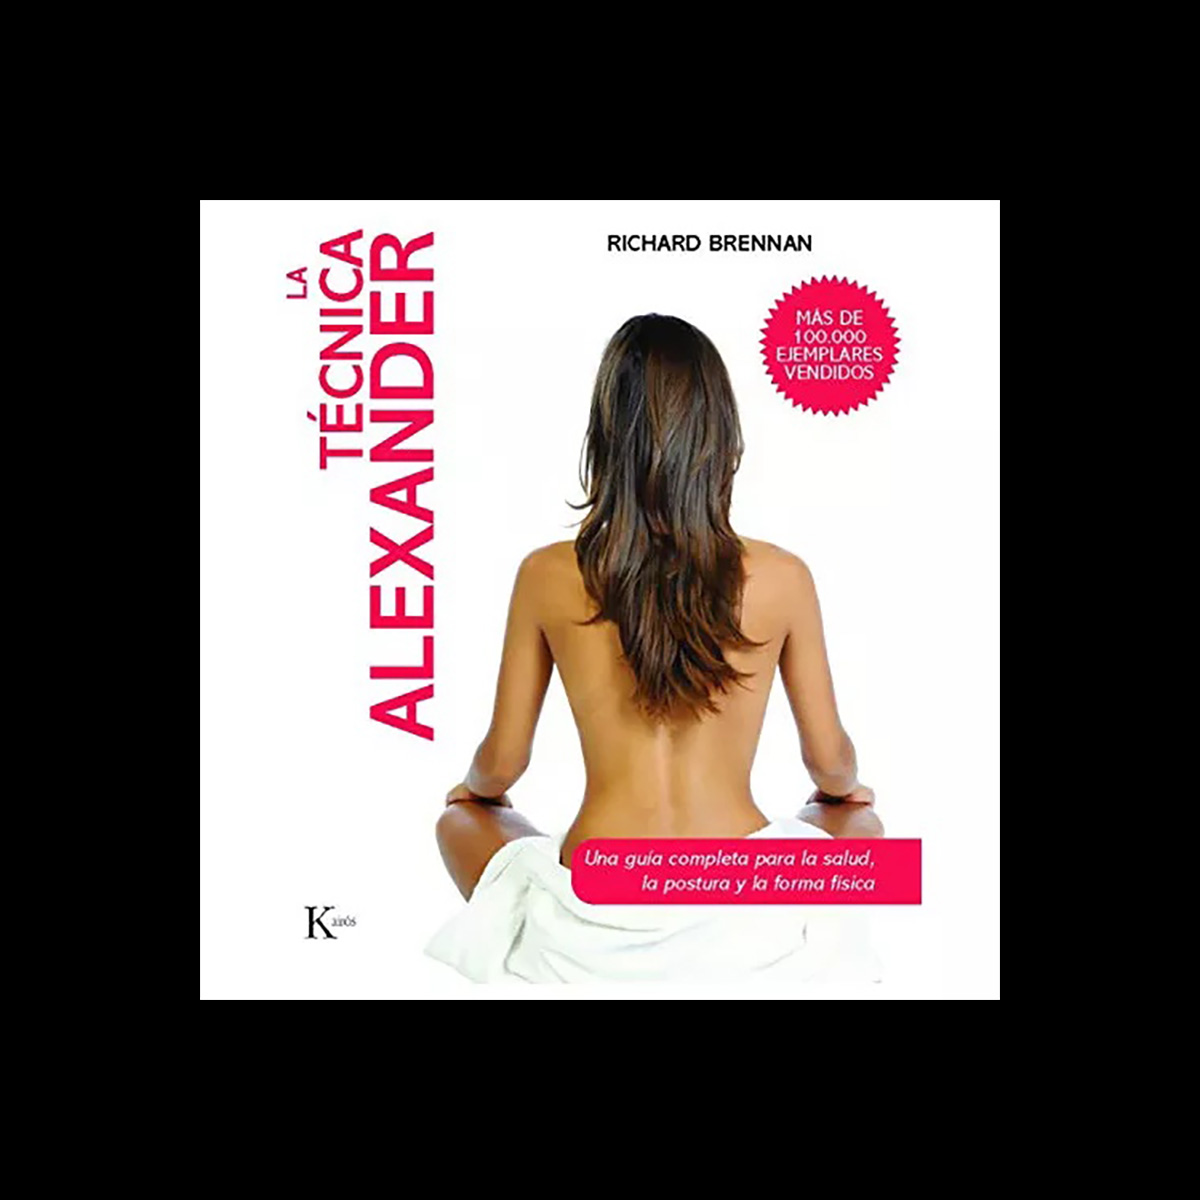 LA
TÉCNICA
ALEXANDER
RICHARD BRENNAN
MÁS DE
100.000
EJEMPLARES
VENDIDOS
Una guía completa para la salud,
la postura y la forma física
Kairós